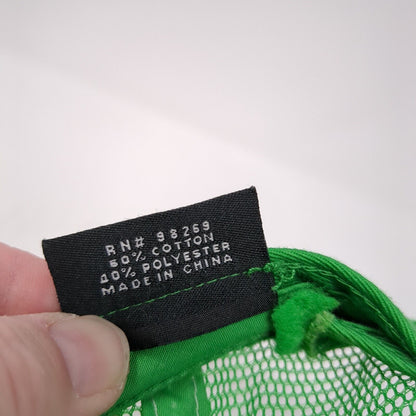 RN# 98269
60% COTTON
40% POLYESTER
MADE IN CHINA